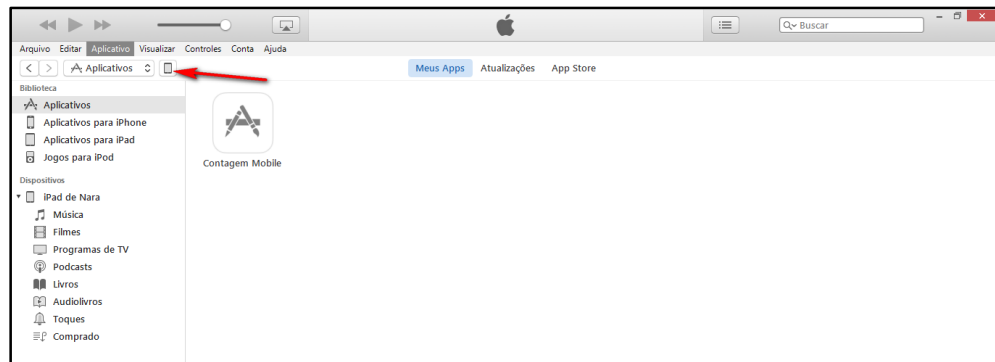 Buscar
Arquivo Editar Aplicativo Visualizar Controles Conta Ajuda
Aplicativos
Meus Apps Atualizações App Store
Biblioteca
Aplicativos
Aplicativos para iPhone
Aplicativos para iPad
Jogos para iPod
Contagem Mobile
Dispositivos
iPad de Nara
Música
Filmes
Programas de TV
Podcasts
Livros
Audiolivros
Toques
Comprado